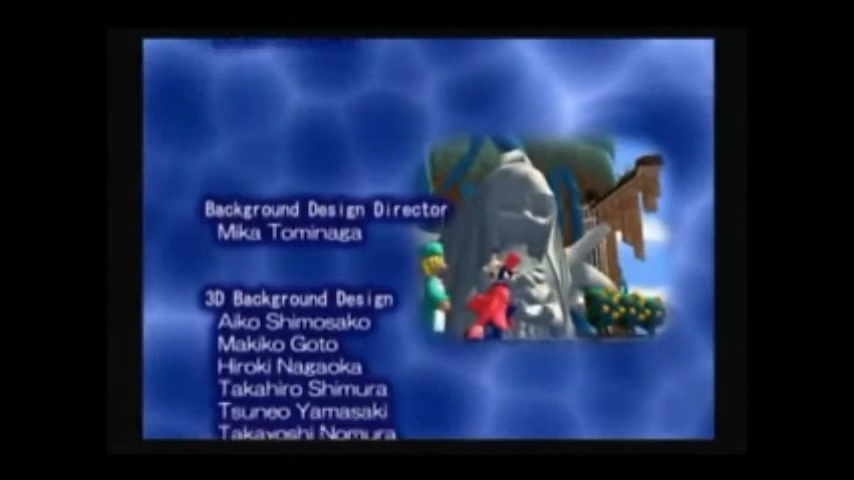 Background Design Director
Mika Tominaga
3D Background Design
Aiko Shimosako
Makiko Goto
Hiroki Nagaoka
Takahiro Shimura
Tsuneo Yamasaki
Takayoshi Nomura